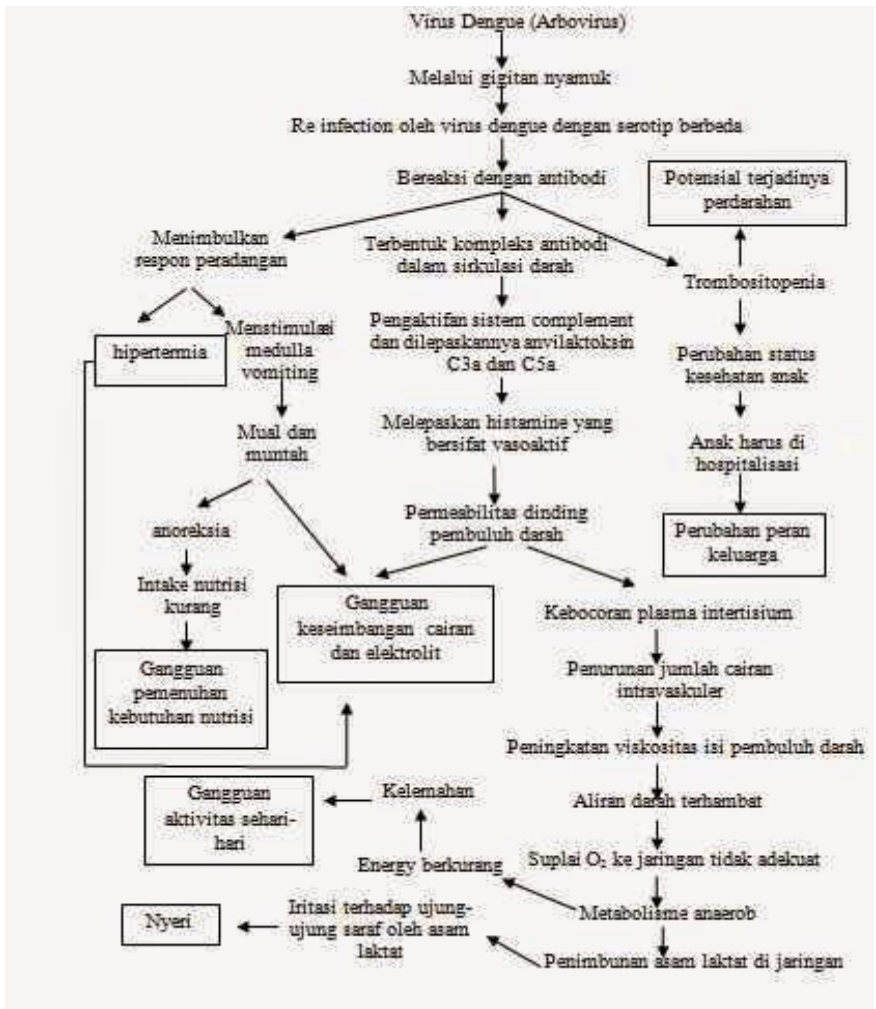 Virus Dengue (Arbovirus)
Melalui gigitan nyamuk
Re infection oleh virus dengue dengan serotip berbeda
Bereaksi dengan antibodi
Potensial terjadinya
perdarahan
Menimbulkan
respon peradangan
Terbentuk kompleks antibodi
dalam sirkulasi darah
Trombositopenia
hipertermia
Menstimulasi
medulla
vomiting
Pengaktifan sistem complement
dan dilepaskannya anvilaktoksin
C3a dan C5a
Perubahan status
kesehatan anak
Mual dan
muntah
Melepaskan histamine yang
bersifat vasoaktif
Anak harus di
hospitalisasi
anoreksia
Permeabilitas dinding
pembuluh darah
Perubahan peran
keluarga
Intake nutrisi
kurang
Gangguan
keseimbangan cairan
dan elektrolit
Kebocoran plasma intertisium
Gangguan
pemenuhan
kebutuhan nutrisi
Penurunan jumlah cairan
intravaskuler
Peningkatan viskositas isi pembuluh darah
Gangguan
aktivitas sehari-
hari
Kelemahan
Aliran darah terhambat
Energy berkurang
Suplai O₂ ke jaringan tidak adekuat
Nyeri
Iritasi terhadap ujung-
ujung saraf oleh asam
laktat
Metabolisme anaerob
Penimbunan asam laktat di jaringan